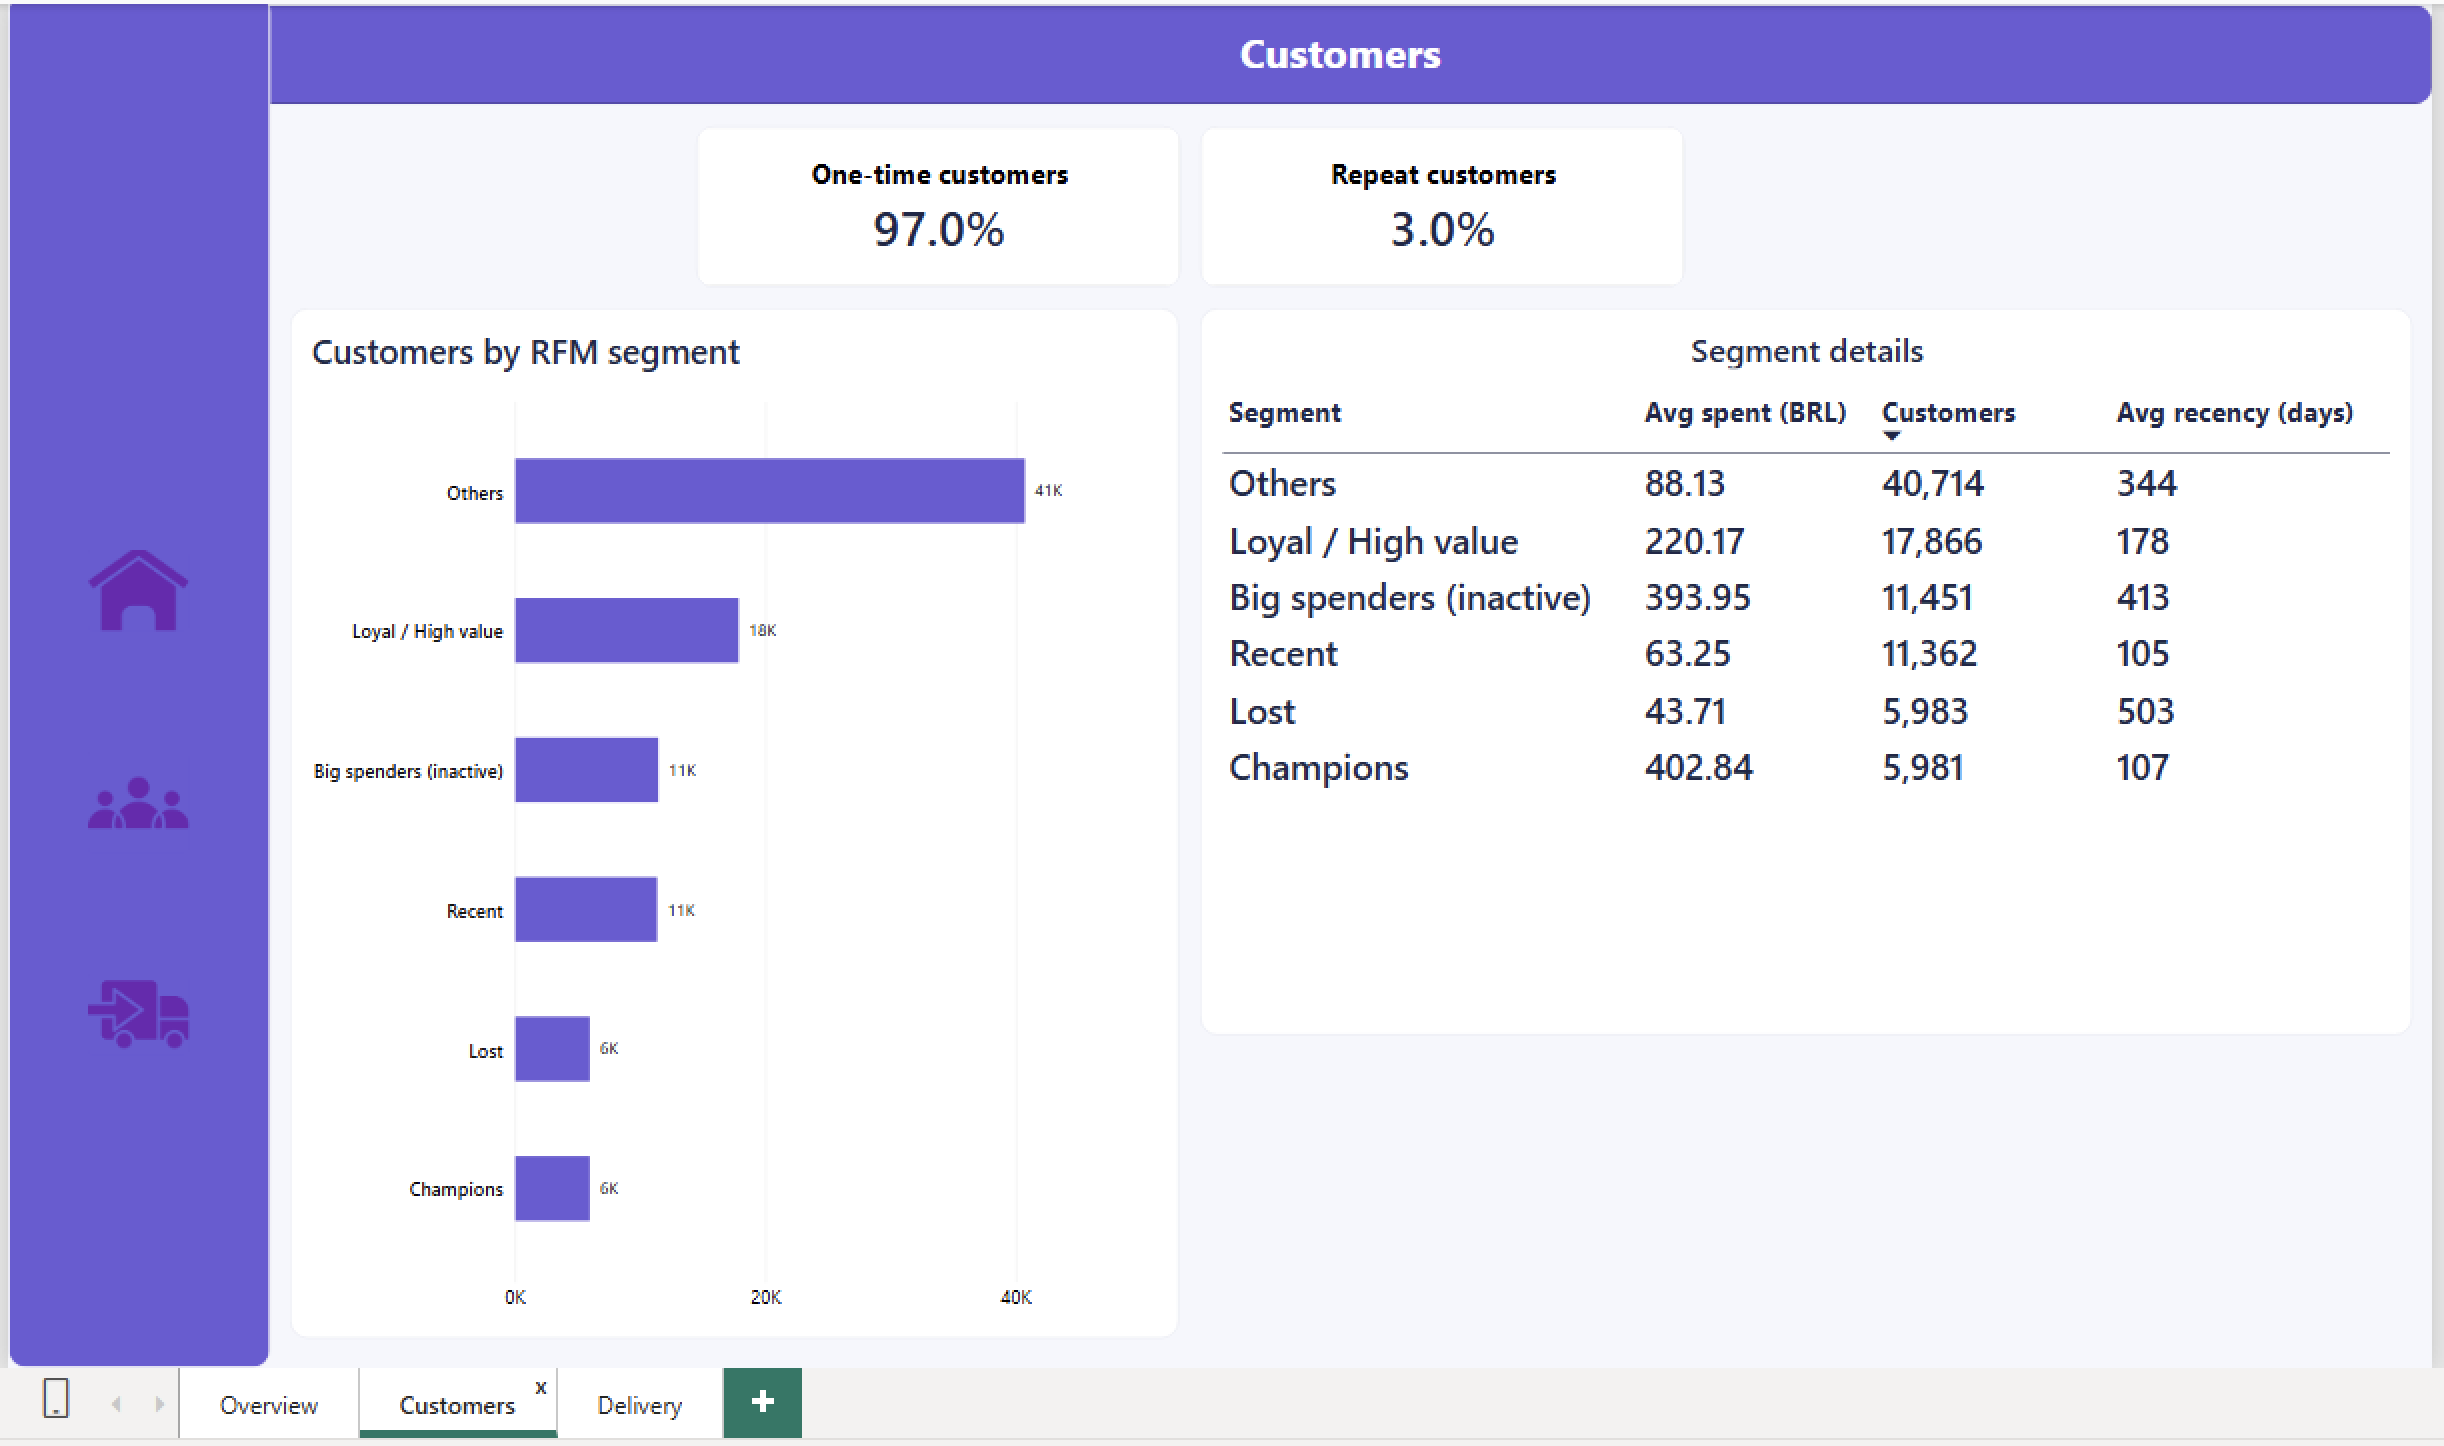 Customers
One-time customers
97.0%
Repeat customers
3.0%
Customers by RFM segment
Others
41K
Loyal / High value
18K
Big spenders (inactive)
11K
Recent
11K
Lost
6K
Champions
6K
0K 20K 40K
Segment details
Segment Avg spent (BRL) Customers Avg recency (days)
Others 88.13 40,714 344
Loyal / High value 220.17 17,866 178
Big spenders (inactive) 393.95 11,451 413
Recent 63.25 11,362 105
Lost 43.71 5,983 503
Champions 402.84 5,981 107
Overview Customers x Delivery +